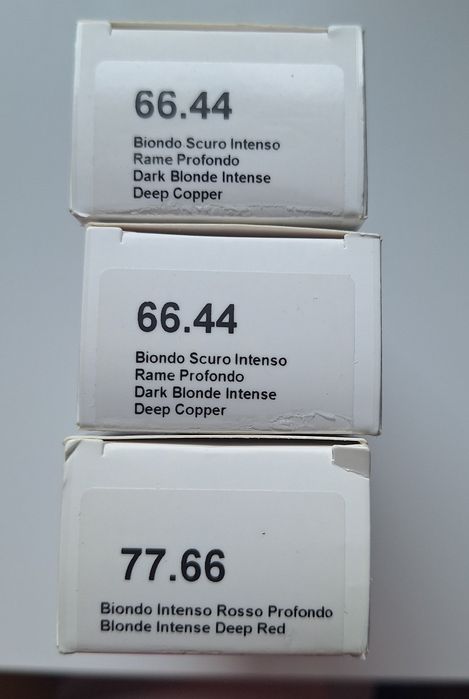 66.44
Biondo Scuro Intenso
Rame Profondo
Dark Blonde Intense
Deep Copper
66.44
Biondo Scuro Intenso
Rame Profondo
Dark Blonde Intense
Deep Copper
77.66
Biondo Intenso Rosso Profondo
Blonde Intense Deep Red